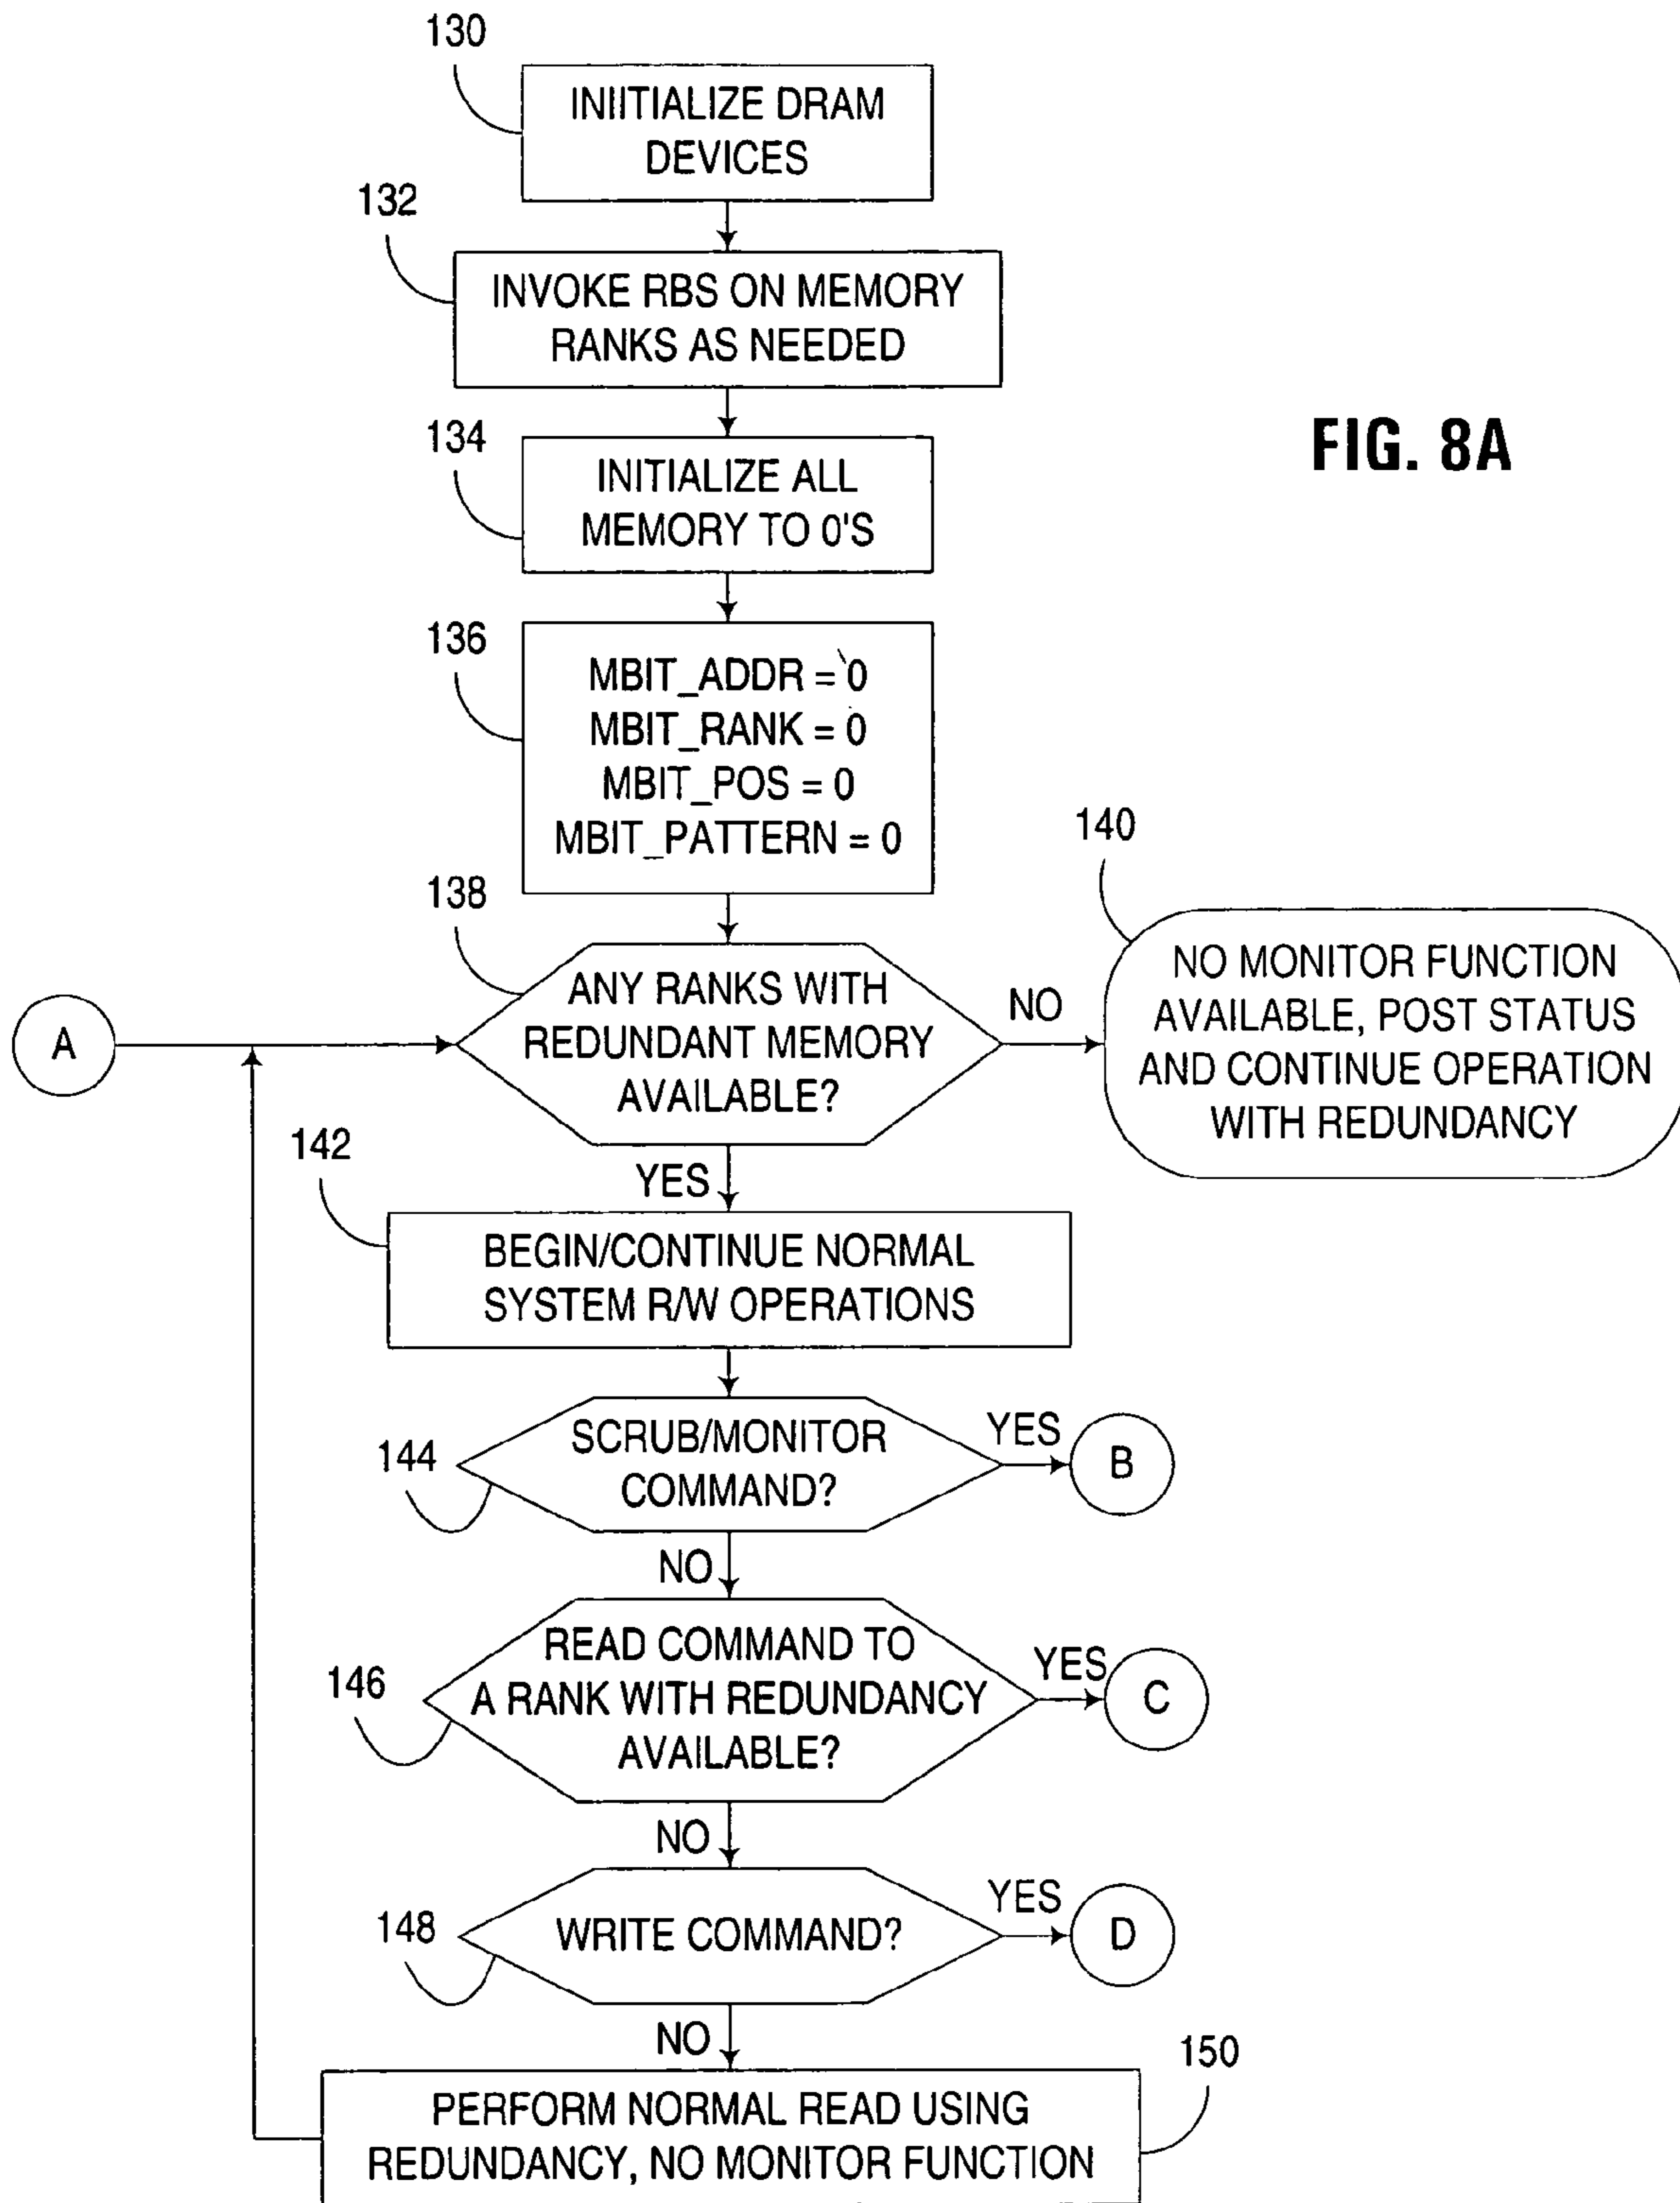 130
INIITIALIZE DRAM
DEVICES
132
INVOKE RBS ON MEMORY
RANKS AS NEEDED
FIG. 8A
134
INITIALIZE ALL
MEMORY TO 0'S
136
MBIT_ADDR = 0
MBIT_RANK = 0
MBIT_POS = 0
MBIT_PATTERN = 0
138
140
A
ANY RANKS WITH
REDUNDANT MEMORY
AVAILABLE?
NO
NO MONITOR FUNCTION
AVAILABLE, POST STATUS
AND CONTINUE OPERATION
WITH REDUNDANCY
YES
142
BEGIN/CONTINUE NORMAL
SYSTEM R/W OPERATIONS
144
SCRUB/MONITOR
COMMAND?
YES
B
NO
146
READ COMMAND TO
A RANK WITH REDUNDANCY
AVAILABLE?
YES
C
NO
148
WRITE COMMAND?
YES
D
NO
150
PERFORM NORMAL READ USING
REDUNDANCY, NO MONITOR FUNCTION